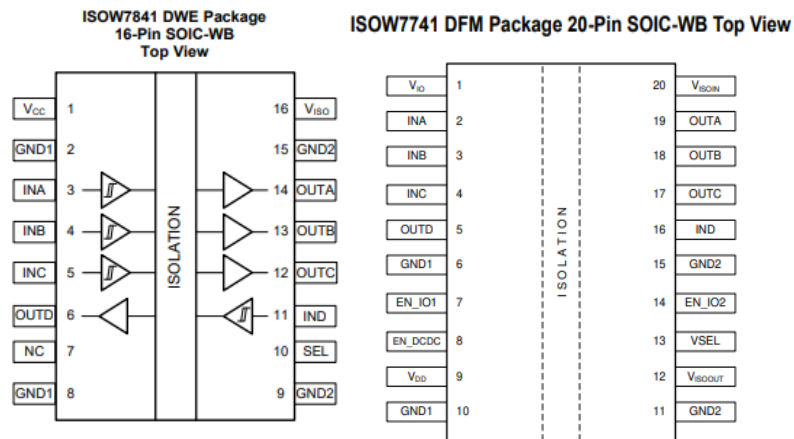 ISOW7841 DWE Package
16-Pin SOIC-WB
Top View
VCC 1 16 VISO
GND1 2 15 GND2
INA 3 14 OUTA
INB 4 13 OUTB
INC 5 12 OUTC
OUTD 6 11 IND
NC 7 10 SEL
GND1 8 9 GND2
ISOLATION
ISOW7741 DFM Package 20-Pin SOIC-WB Top View
VIO 1 20 VISOIN
INA 2 19 OUTA
INB 3 18 OUTB
INC 4 17 OUTC
OUTD 5 16 IND
GND1 6 15 GND2
EN_IO1 7 14 EN_IO2
EN_DCDC 8 13 VSEL
VDD 9 12 VISOOUT
GND1 10 11 GND2
ISOLATION